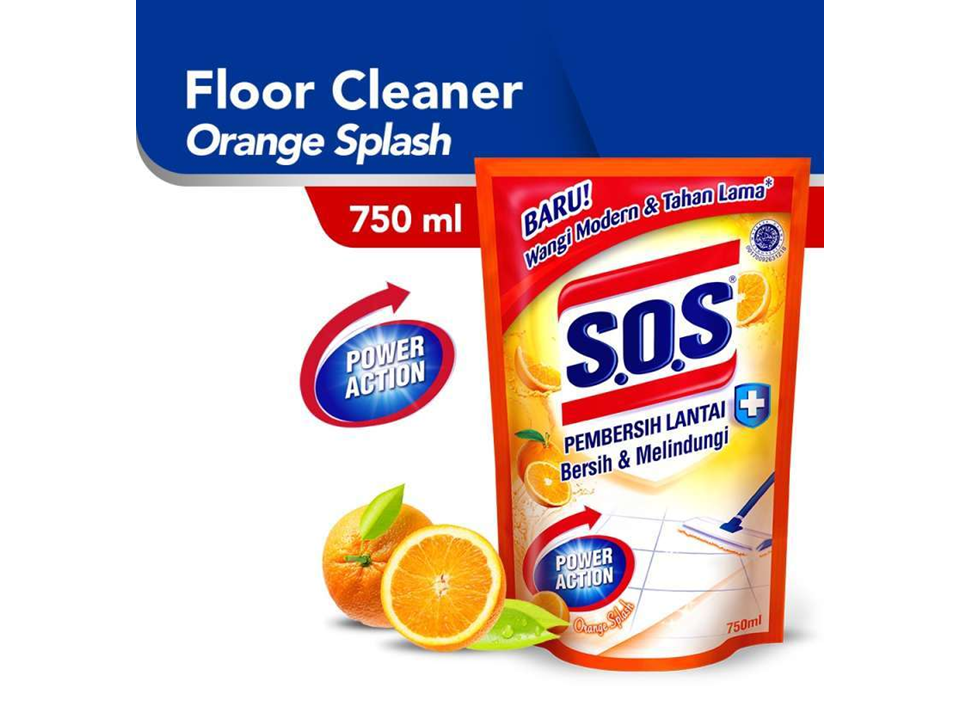 Floor Cleaner
Orange Splash
750 ml
BARU!
Wangi Modern & Tahan Lama*
S.O.S®
PEMBERSIH LANTAI
Bersih & Melindungi
POWER
ACTION
POWER
ACTION
Orange Splash
750ml